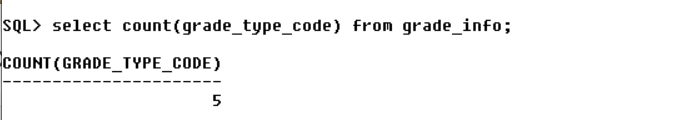 SQL> select count(grade_type_code) from grade_info;
COUNT(GRADE_TYPE_CODE)
----------------------
5